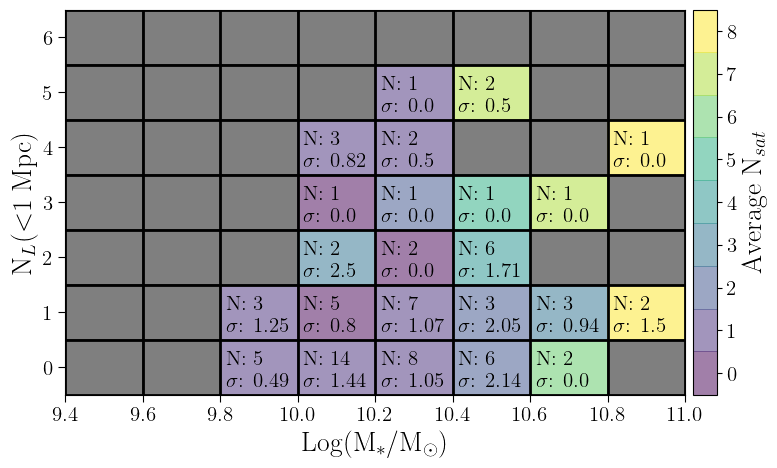 6
5
N: 1
σ: 0.0
N: 2
σ: 0.5
4
N: 3
σ: 0.82
N: 2
σ: 0.5
N: 1
σ: 0.0
3
N: 1
σ: 0.0
N: 1
σ: 0.0
N: 1
σ: 0.0
N: 1
σ: 0.0
2
N: 2
σ: 2.5
N: 2
σ: 0.0
N: 6
σ: 1.71
1
N: 3
σ: 1.25
N: 5
σ: 0.8
N: 7
σ: 1.07
N: 3
σ: 2.05
N: 3
σ: 0.94
N: 2
σ: 1.5
0
N: 5
σ: 0.49
N: 14
σ: 1.44
N: 8
σ: 1.05
N: 6
σ: 2.14
N: 2
σ: 0.0
9.4 9.6 9.8 10.0 10.2 10.4 10.6 10.8 11.0
Log(M*/M⊙)
N_L(<1 Mpc)
8
7
6
5
4
3
2
1
0
Average N_sat